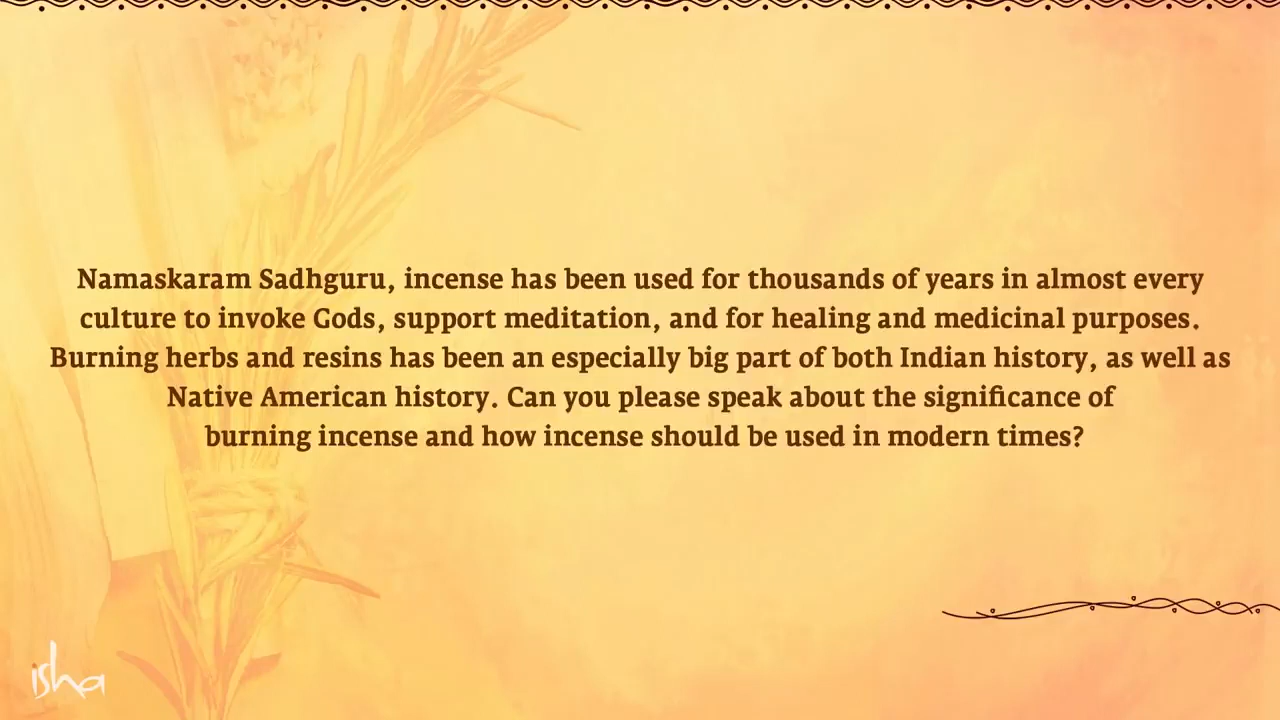 Namaskaram Sadhguru, incense has been used for thousands of years in almost every
culture to invoke Gods, support meditation, and for healing and medicinal purposes.
Burning herbs and resins has been an especially big part of both Indian history, as well as
Native American history. Can you please speak about the significance of
burning incense and how incense should be used in modern times?
isha